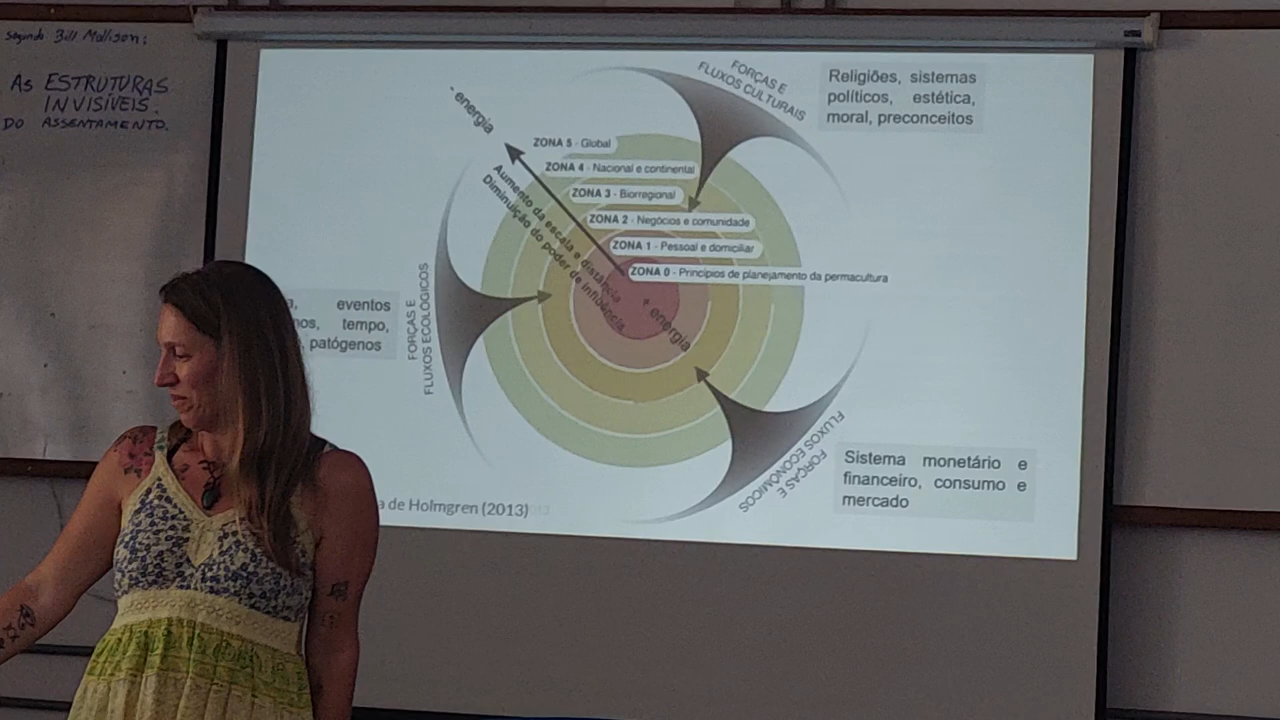 segundo Bill Mollison:
As ESTRUTURAS
INVISÍVEIS.
DO ASSENTAMENTO.
FORÇAS E
FLUXOS CULTURAIS
Religiões, sistemas
políticos, estética,
moral, preconceitos
- energia
ZONA 5 - Global
ZONA 4 - Nacional e continental
ZONA 3 - Biorregional
ZONA 2 - Negócios e comunidade
ZONA 1 - Pessoal e domiciliar
ZONA 0 - Princípios de planejamento da permacultura
Aumento da escala e distância
Diminuição do poder de influência
+ energia
FORÇAS E
FLUXOS ECOLÓGICOS
eventos
tempo,
patógenos
FORÇAS E
FLUXOS ECONÔMICOS
Sistema monetário e
financeiro, consumo e
mercado
de Holmgren (2013)